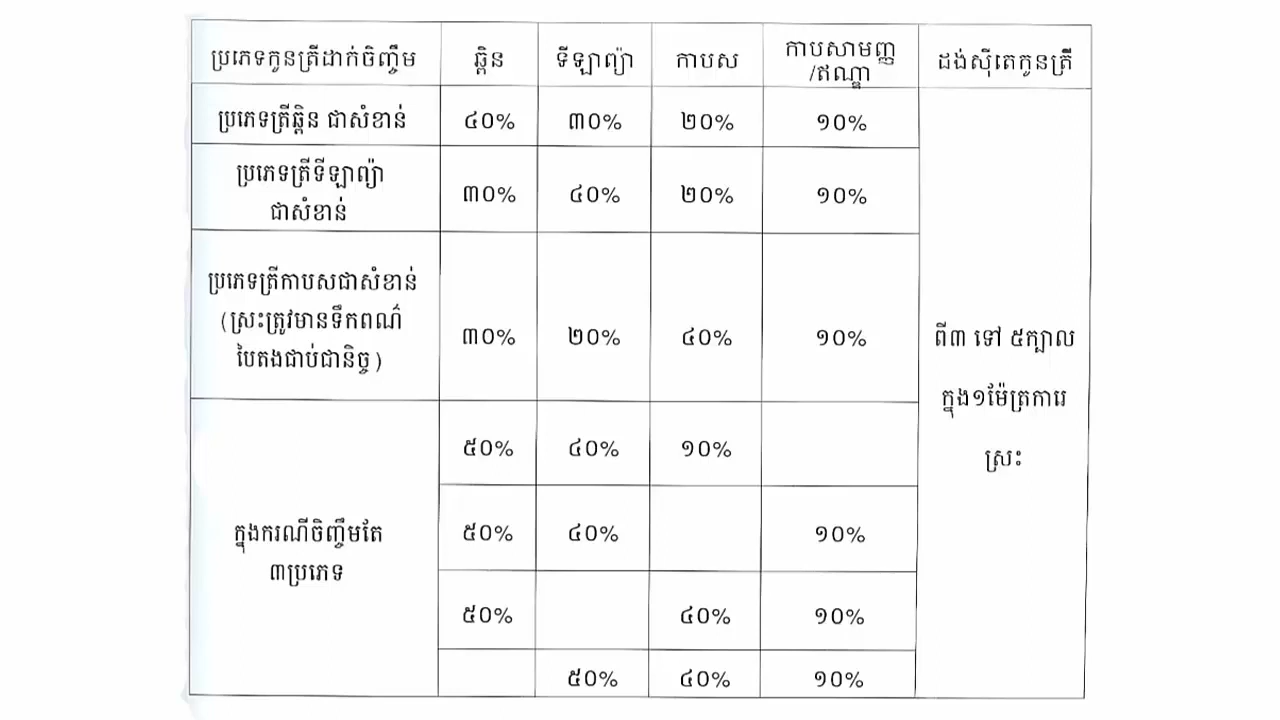 ប្រភេទកូនត្រីដាក់ចិញ្ចឹម ឆ្ពិន ទីឡាព្យ៉ា កាបស កាបសាមញ្ញ ដង់ស៊ីតេកូនត្រី
/ឥណ្ឌា
ប្រភេទត្រីឆ្ពិន ជាសំខាន់ ៤០% ៣០% ២០% ១០%
ប្រភេទត្រីទីឡាព្យ៉ា
ជាសំខាន់
៣០% ៤០% ២០% ១០%
ប្រភេទត្រីកាបសជាសំខាន់
(ស្រះត្រូវមានទឹកពណ៌
បៃតងជាប់ជានិច្ច)
៣០% ២០% ៤០% ១០%
ក្នុងករណីចិញ្ចឹមតែ
៣ប្រភេទ
៥០% ៤០% ១០%
៥០% ៤០% ១០%
៥០% ៤០% ១០%
៥០% ៤០% ១០%
ពី៣ ទៅ ៥ក្បាល
ក្នុង១ម៉ែត្រការេ
ស្រះ